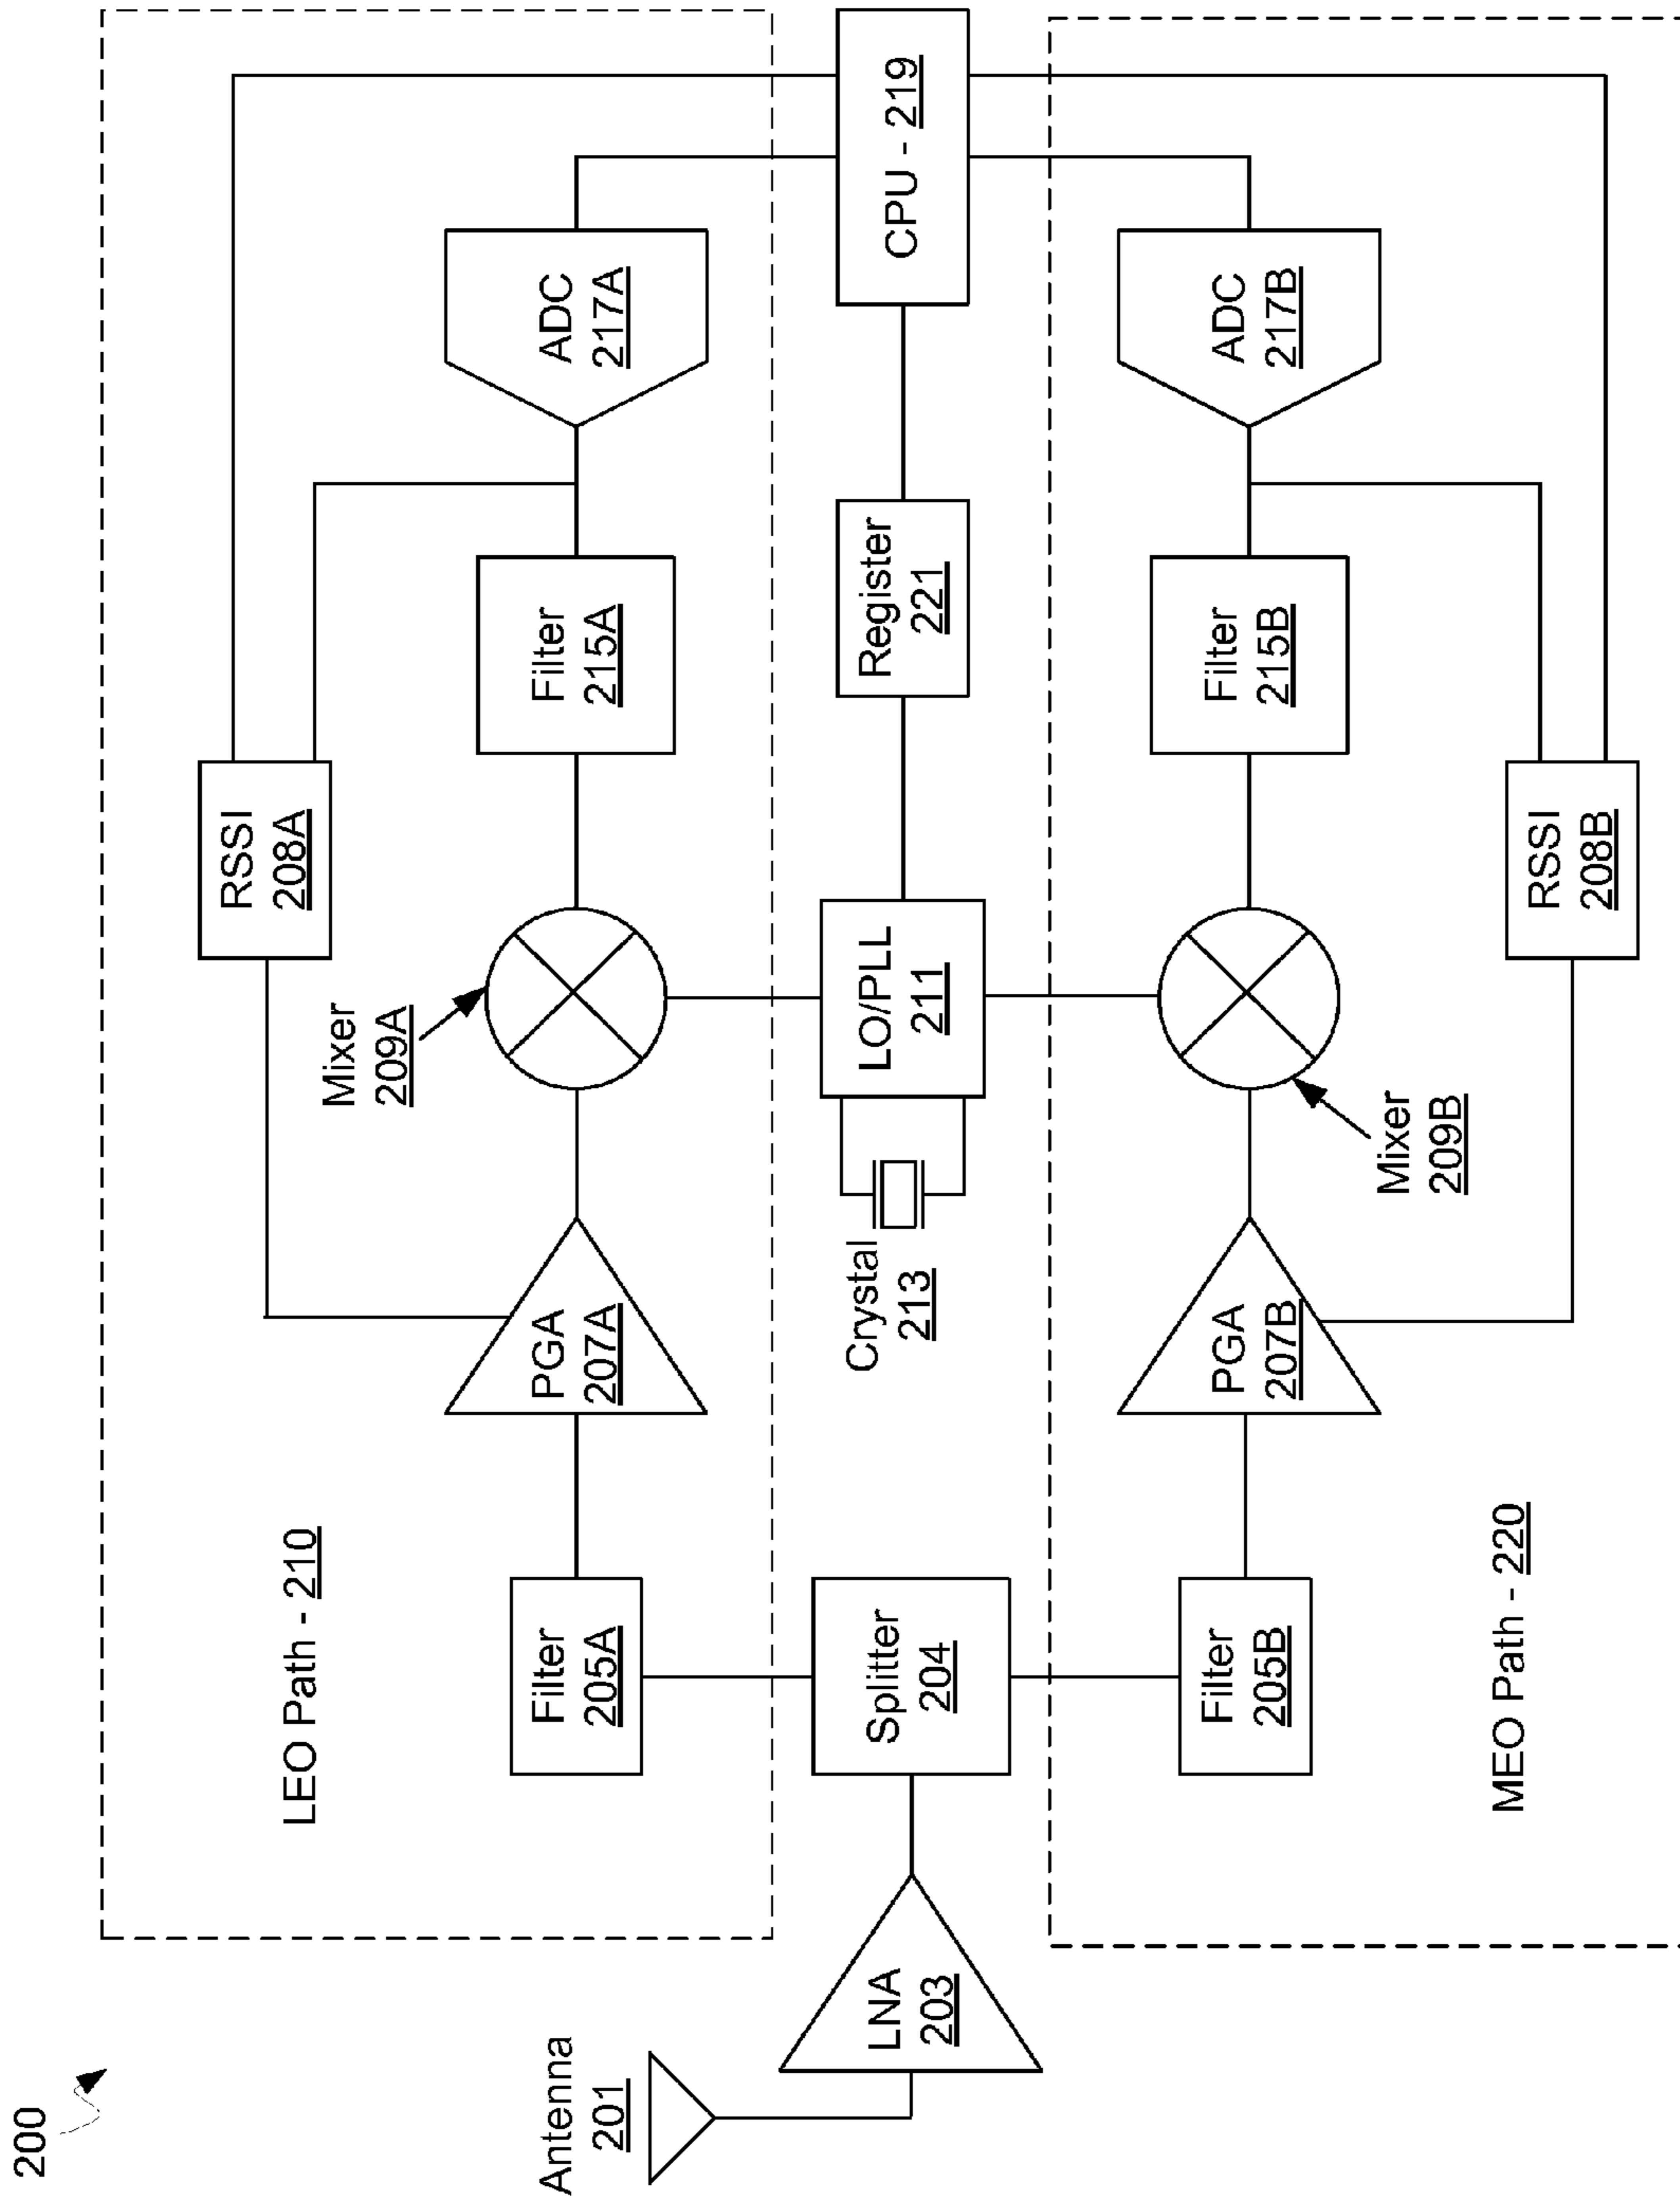 200
LEO Path - 210
RSSI
208A
Mixer
209A
Filter
205A
PGA
207A
Filter
215A
ADC
217A
Antenna
201
LNA
203
Splitter
204
Crystal
213
LO/PLL
211
Register
221
CPU - 219
Filter
205B
PGA
207B
Filter
215B
ADC
217B
Mixer
209B
MEO Path - 220
RSSI
208B